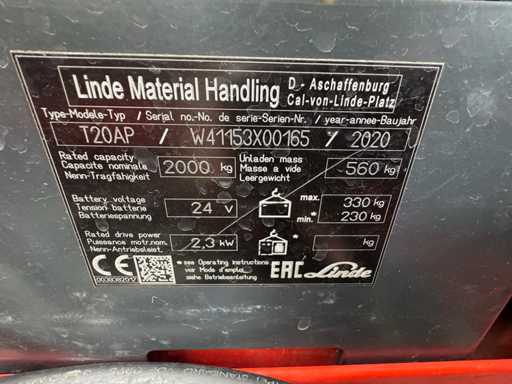 Linde Material Handling
D - Aschaffenburg
Cal-von-Linde-Platz
Type-Modele-Typ / Serial no.-No. de serie-Serien-Nr. / year-annee-Baujahr
T20AP / W41153X00165 / 2020
Rated capacity
Capacite nominale 2000 kg
Nenn-Tragfähigkeit
Unladen mass
Masse a vide 560 kg
Leergewicht
Battery voltage
Tension batterie 24 V
Batteriespannung
max. 330 kg
min.* 230 kg
Rated drive power
Puissance motr.nom. 2,3 kW
Nenn-Antriebsleist.
kg
CE
* see Operating instructions
voir Mode d'emploi
siehe Betriebsanleitung
EAC Linde